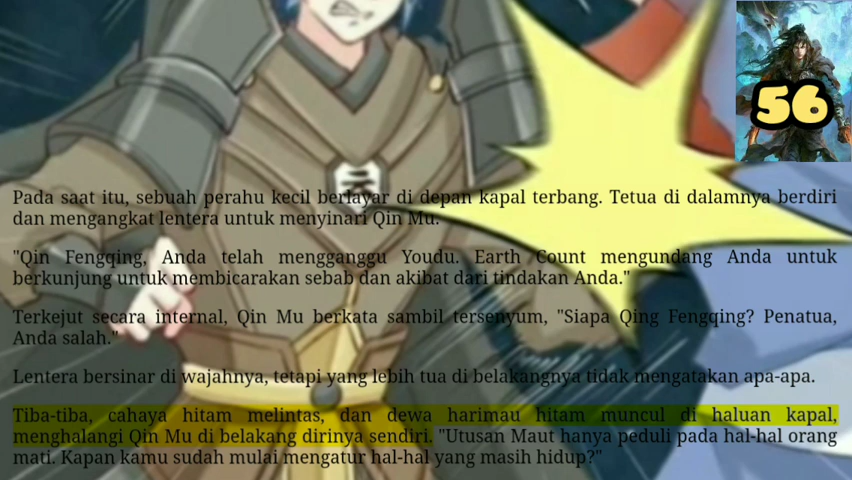 56
Pada saat itu, sebuah perahu kecil berlayar di depan kapal terbang. Tetua di dalamnya berdiri
dan mengangkat lentera untuk menyinari Qin Mu.
"Qin Fengqing, Anda telah mengganggu Youdu. Earth Count mengundang Anda untuk
berkunjung untuk membicarakan sebab dan akibat dari tindakan Anda."
Terkejut secara internal, Qin Mu berkata sambil tersenyum, "Siapa Qing Fengqing? Penatua,
Anda salah."
Lentera bersinar di wajahnya, tetapi yang lebih tua di belakangnya tidak mengatakan apa-apa.
Tiba-tiba, cahaya hitam melintas, dan dewa harimau hitam muncul di haluan kapal,
menghalangi Qin Mu di belakang dirinya sendiri. "Utusan Maut hanya peduli pada hal-hal orang
mati. Kapan kamu sudah mulai mengatur hal-hal yang masih hidup?"